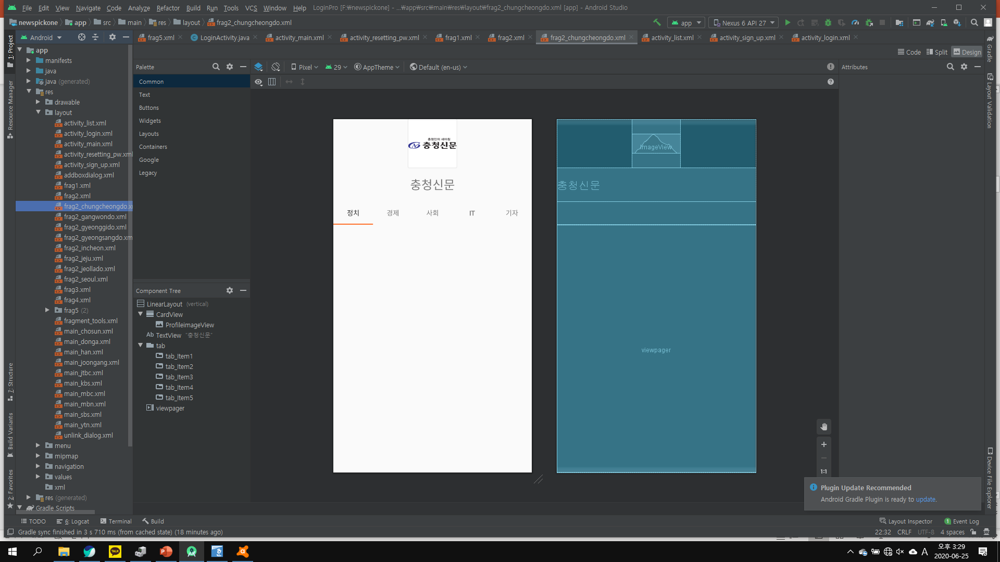 File Edit View Navigate Code Analyze Refactor Build Run Tools VCS Window Help LoginPro [F:₩newspickone] - ...₩app₩src₩main₩res₩layout₩frag2_chungcheongdo.xml [app] - Android Studio
newspickone app src main res layout frag2_chungcheongdo.xml app Nexus 6 API 27
Android frag5.xml LoginActivity.java activity_main.xml activity_resetting_pw.xml frag1.xml frag2.xml frag2_chungcheongdo.xml activity_list.xml activity_sign_up.xml activity_login.xml
Code Split Design
1: Project
Resource Manager
7: Structure
Build Variants
2: Favorites
app
manifests
java
java (generated)
res
drawable
layout
activity_list.xml
activity_login.xml
activity_main.xml
activity_resetting_pw.xml
activity_sign_up.xml
addboxdialog.xml
frag1.xml
frag2.xml
frag2_chungcheongdo.x
frag2_gangwondo.xml
frag2_gyeonggido.xml
frag2_gyeongsangdo.xm
frag2_incheon.xml
frag2_jeju.xml
frag2_jeollado.xml
frag2_seoul.xml
frag3.xml
frag4.xml
frag5 (2)
fragment_tools.xml
main_chosun.xml
main_donga.xml
main_han.xml
main_joongang.xml
main_jtbc.xml
main_kbs.xml
main_mbc.xml
main_mbn.xml
main_sbs.xml
main_ytn.xml
unlink_dialog.xml
menu
mipmap
navigation
values
xml
res (generated)
Gradle Scripts
Palette
Common
Text
Buttons
Widgets
Layouts
Containers
Google
Legacy
Component Tree
LinearLayout (vertical)
CardView
ProfileimageView
Ab TextView "충청신문"
tab
tab_Item1
tab_Item2
tab_Item3
tab_Item4
tab_Item5
viewpager
Pixel 29 AppTheme Default (en-us)
충청인의 새아침
충청신문
충청신문
정치 경제 사회 IT 기자
ImageView
충청신문
viewpager
1:1
Attributes
Gradle
Layout Validation
Device File Explorer
Plugin Update Recommended
Android Gradle Plugin is ready to update.
TODO 6: Logcat Terminal Build Layout Inspector 1 Event Log
Gradle sync finished in 3 s 710 ms (from cached state) (18 minutes ago) 22:32 CRLF UTF-8 4 spaces
TALK
A
오후 3:29
2020-06-25